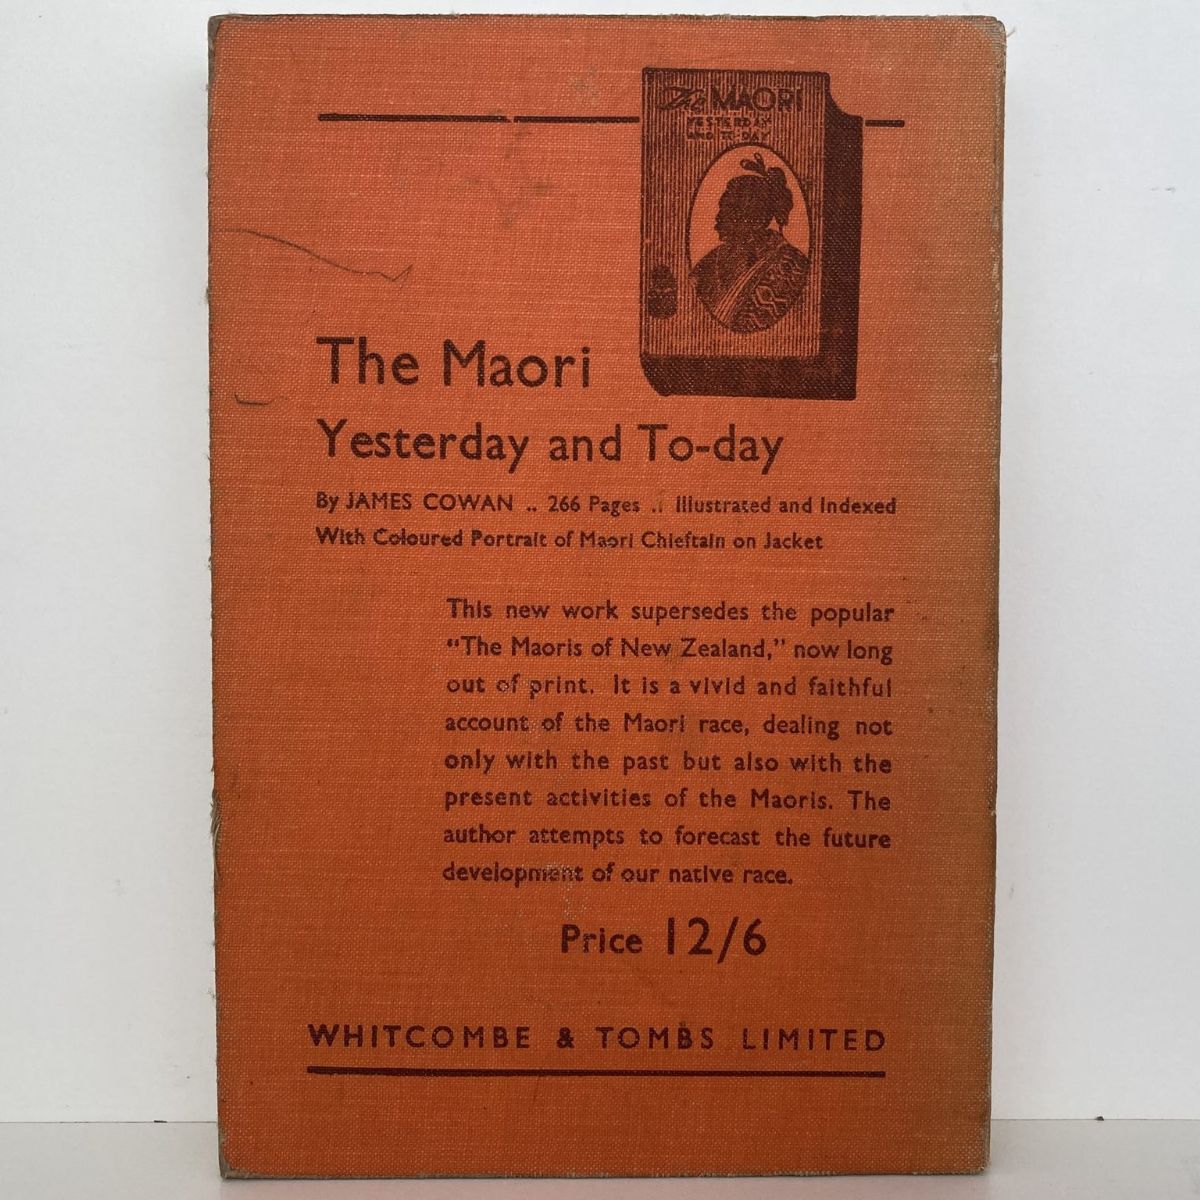 The MAORI
YESTERDAY
AND TO-DAY
The Maori
Yesterday and To-day
By JAMES COWAN .. 266 Pages .. Illustrated and Indexed
With Coloured Portrait of Maori Chieftain on Jacket
This new work supersedes the popular
“The Maoris of New Zealand,” now long
out of print. It is a vivid and faithful
account of the Maori race, dealing not
only with the past but also with the
present activities of the Maoris. The
author attempts to forecast the future
development of our native race.
Price 12/6
WHITCOMBE & TOMBS LIMITED